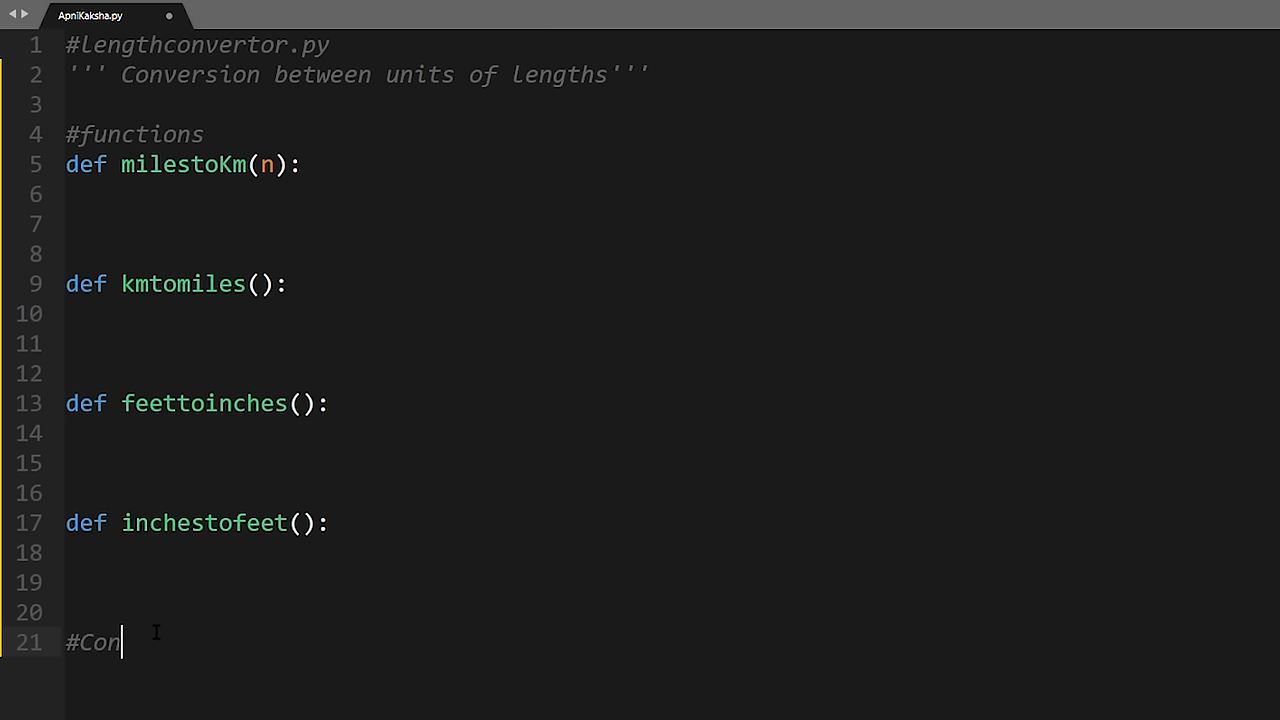 ApniKaksha.py
1 #lengthconvertor.py
2 ''' Conversion between units of lengths'''
3
4 #functions
5 def milestoKm(n):
6
7
8
9 def kmtomiles():
10
11
12
13 def feettoinches():
14
15
16
17 def inchestofeet():
18
19
20
21 #Con